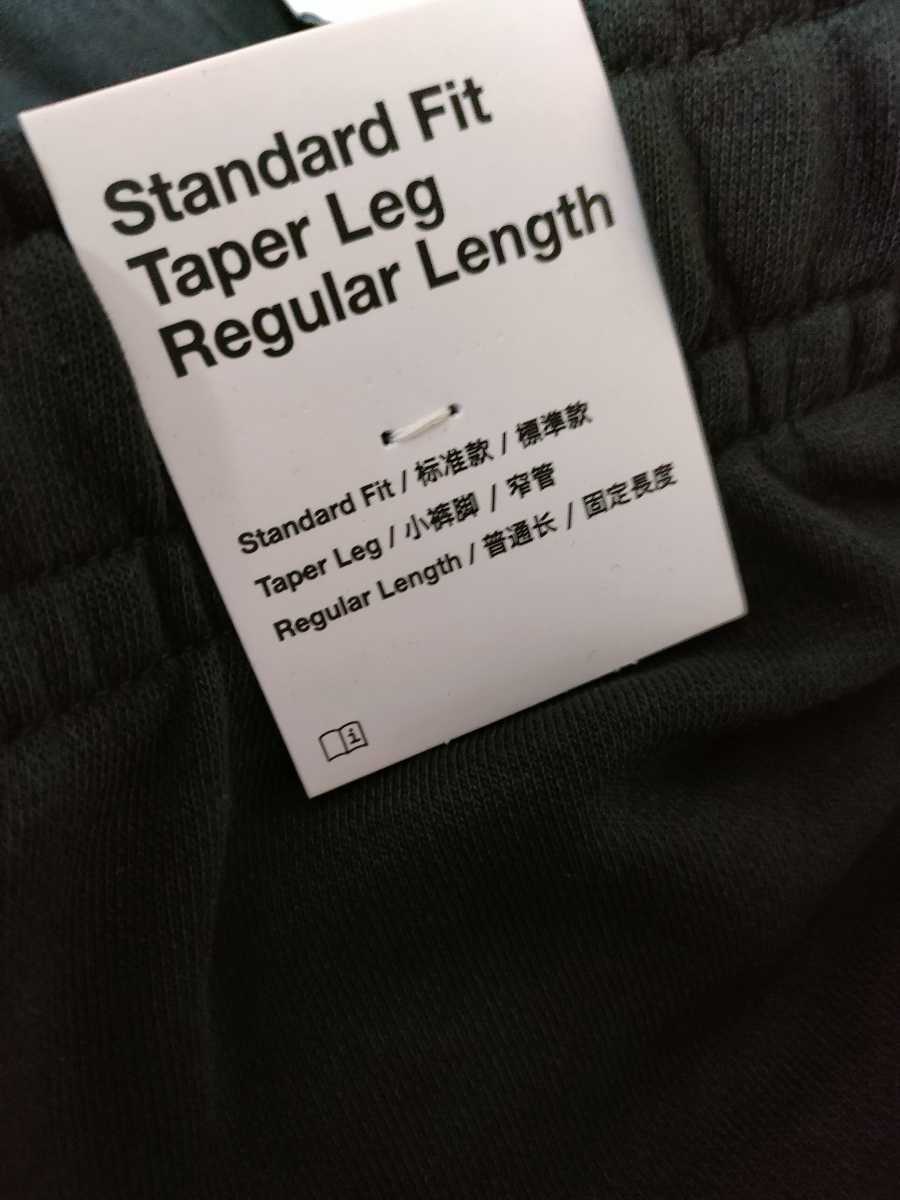 Standard Fit
Taper Leg
Regular Length
Standard Fit / 标准款 / 標準款
Taper Leg / 小裤脚 / 窄管
Regular Length / 普通长 / 固定長度
i